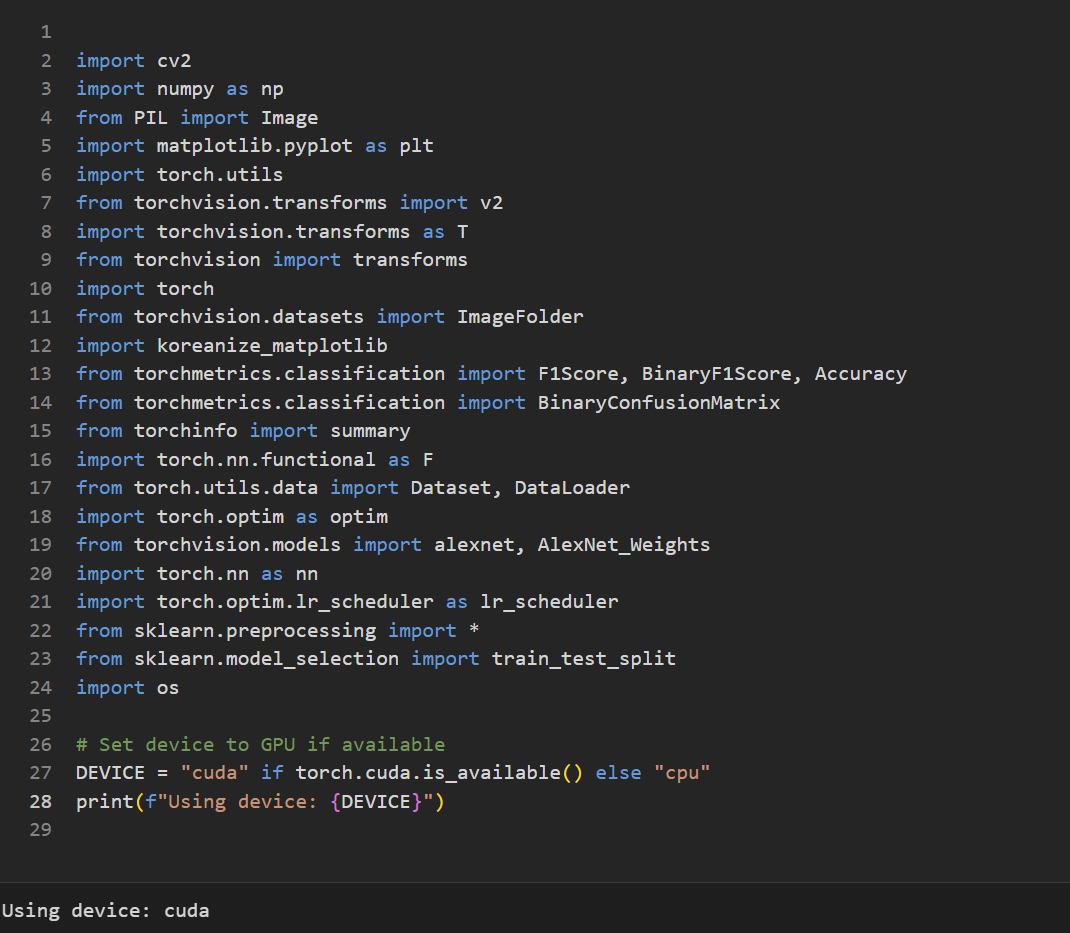 1
2 import cv2
3 import numpy as np
4 from PIL import Image
5 import matplotlib.pyplot as plt
6 import torch.utils
7 from torchvision.transforms import v2
8 import torchvision.transforms as T
9 from torchvision import transforms
10 import torch
11 from torchvision.datasets import ImageFolder
12 import koreanize_matplotlib
13 from torchmetrics.classification import F1Score, BinaryF1Score, Accuracy
14 from torchmetrics.classification import BinaryConfusionMatrix
15 from torchinfo import summary
16 import torch.nn.functional as F
17 from torch.utils.data import Dataset, DataLoader
18 import torch.optim as optim
19 from torchvision.models import alexnet, AlexNet_Weights
20 import torch.nn as nn
21 import torch.optim.lr_scheduler as lr_scheduler
22 from sklearn.preprocessing import *
23 from sklearn.model_selection import train_test_split
24 import os
25
26 # Set device to GPU if available
27 DEVICE = "cuda" if torch.cuda.is_available() else "cpu"
28 print(f"Using device: {DEVICE}")
29
Using device: cuda